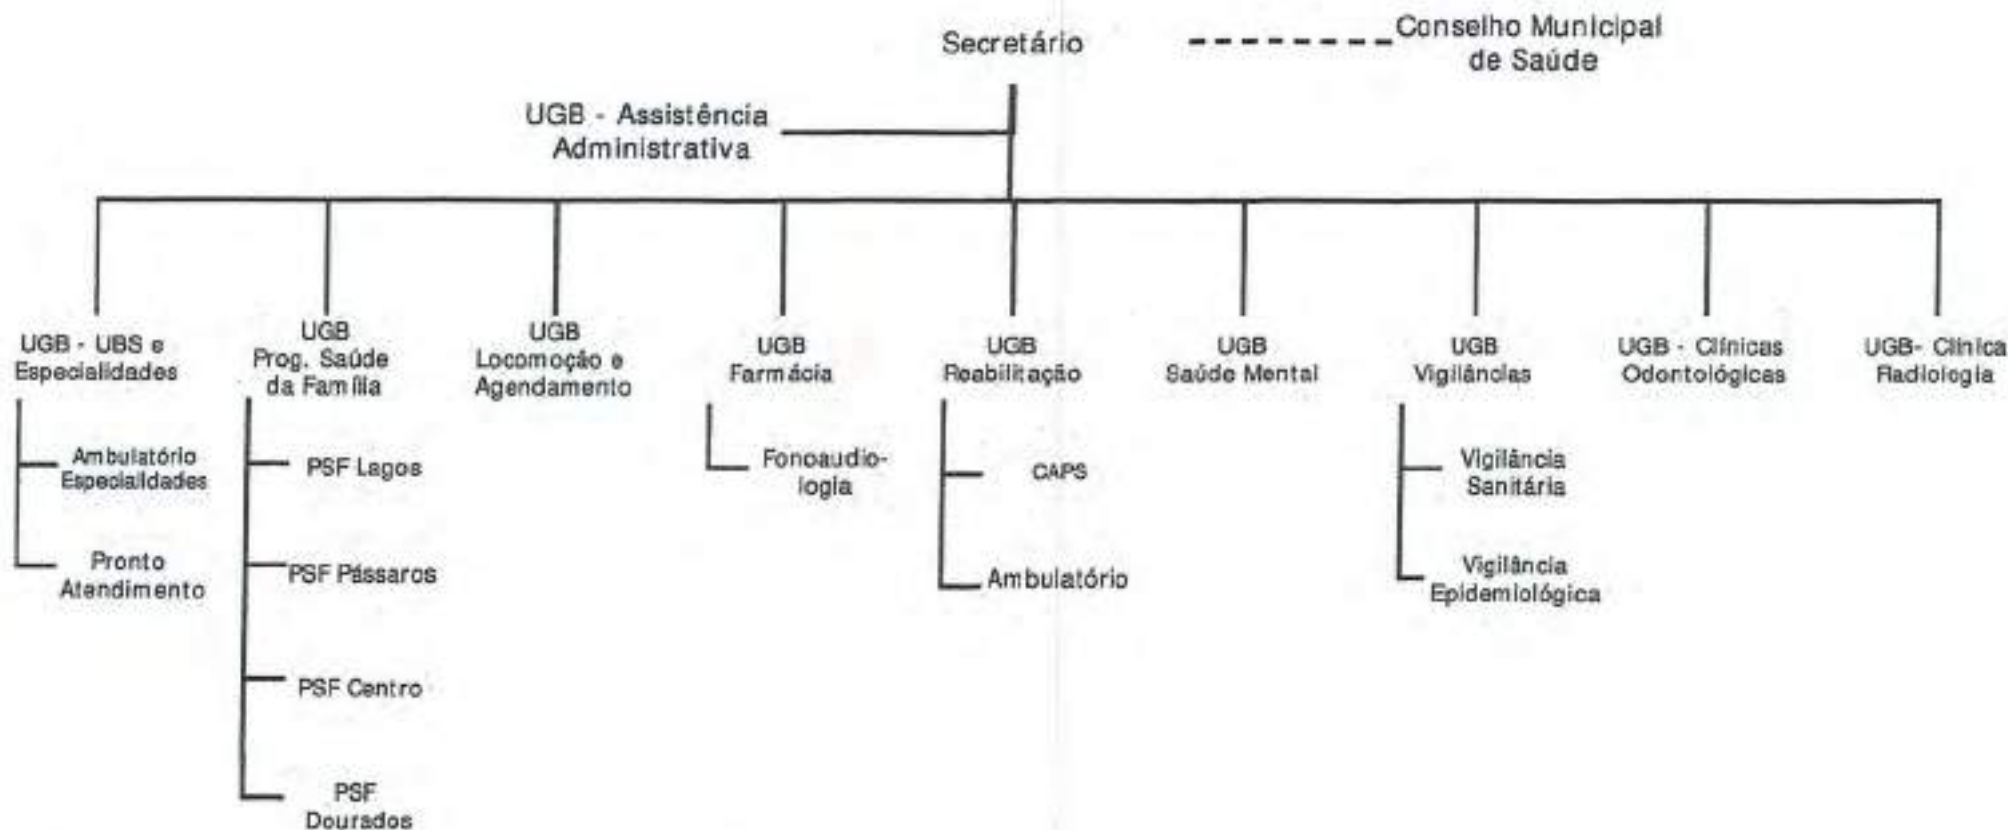 Secretário
Conselho Municipal
de Saúde
UGB - Assistência
Administrativa
UGB - UBS e
Especialidades
Ambulatório
Especialidades
Pronto
Atendimento
UGB
Prog. Saúde
da Família
PSF Lagos
PSF Pássaros
PSF Centro
PSF
Dourados
UGB
Locomoção e
Agendamento
UGB
Farmácia
Fonoaudio-
logia
UGB
Reabilitação
CAPS
Ambulatório
UGB
Saúde Mental
UGB
Vigilâncias
Vigilância
Sanitária
Vigilância
Epidemiológica
UGB - Clínicas
Odontológicas
UGB- Clínica
Radiologia